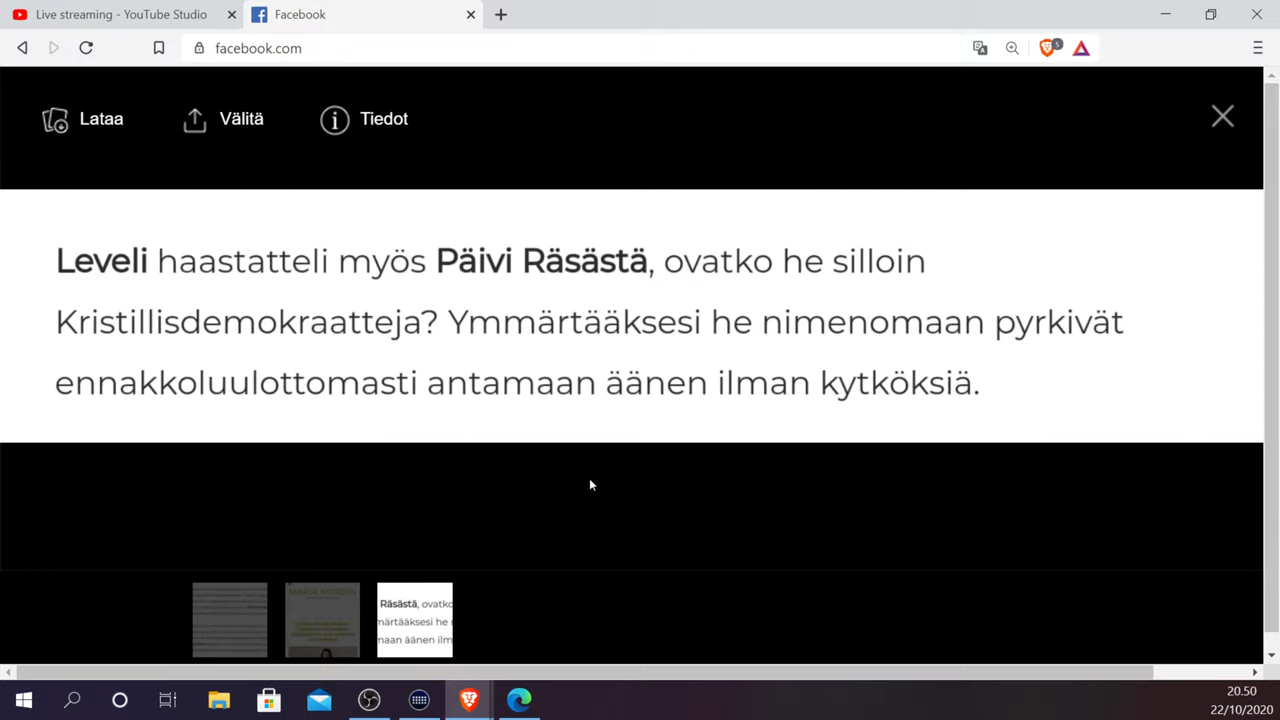 Live streaming - YouTube Studio
Facebook
facebook.com
5
Lataa
Välitä
Tiedot
Leveli haastatteli myös Päivi Räsästä, ovatko he silloin
Kristillisdemokraatteja? Ymmärtääksesi he nimenomaan pyrkivät
ennakkoluulottomasti antamaan äänen ilman kytköksiä.
Räsästä, ovatko
märtääksesi he
maan äänen ilm
20.50
22/10/2020